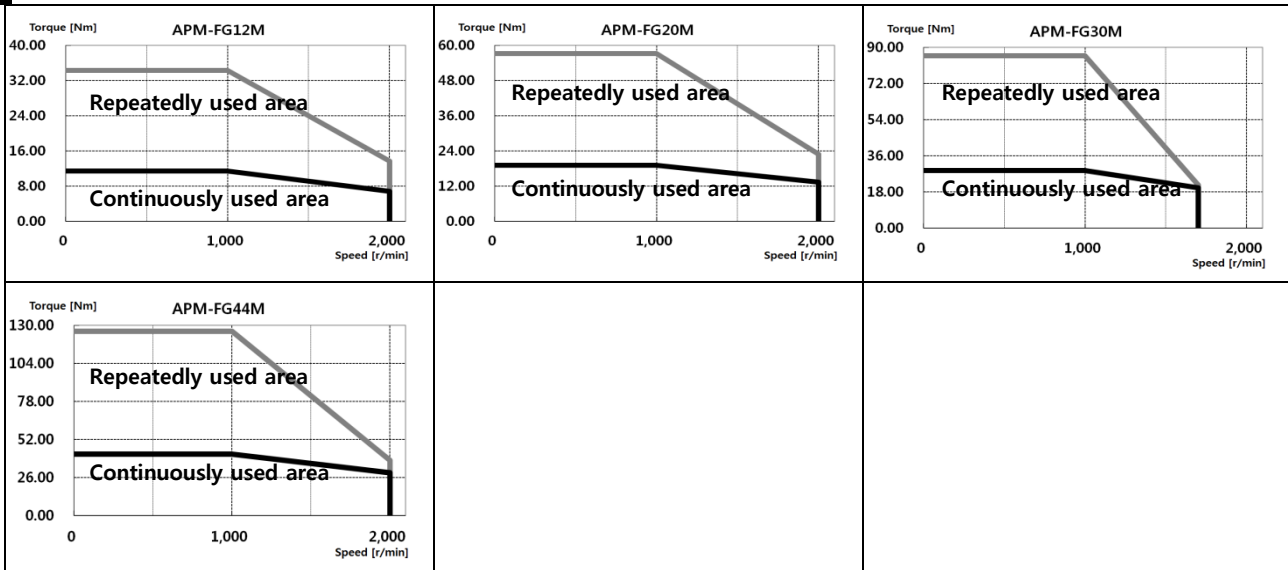 Torque [Nm] APM-FG12M
40.00
32.00
Repeatedly used area
24.00
16.00
8.00
Continuously used area
0.00
0 1,000 2,000
Speed [r/min]
Torque [Nm] APM-FG20M
60.00
48.00
Repeatedly used area
36.00
24.00
12.00
Continuously used area
0.00
0 1,000 2,000
Speed [r/min]
Torque [Nm] APM-FG30M
90.00
72.00
Repeatedly used area
54.00
36.00
18.00
Continuously used area
0.00
0 1,000 2,000
Speed [r/min]
Torque [Nm] APM-FG44M
130.00
104.00
Repeatedly used area
78.00
52.00
Continuously used area
26.00
0.00
0 1,000 2,000
Speed [r/min]